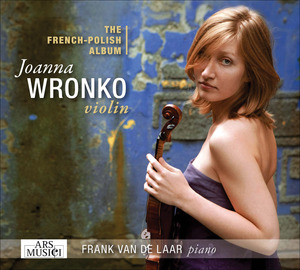 THE
FRENCH-POLISH
ALBUM
Joanna
WRONKO
violin
ARS
MUSICI
FRANK VAN DE LAAR piano